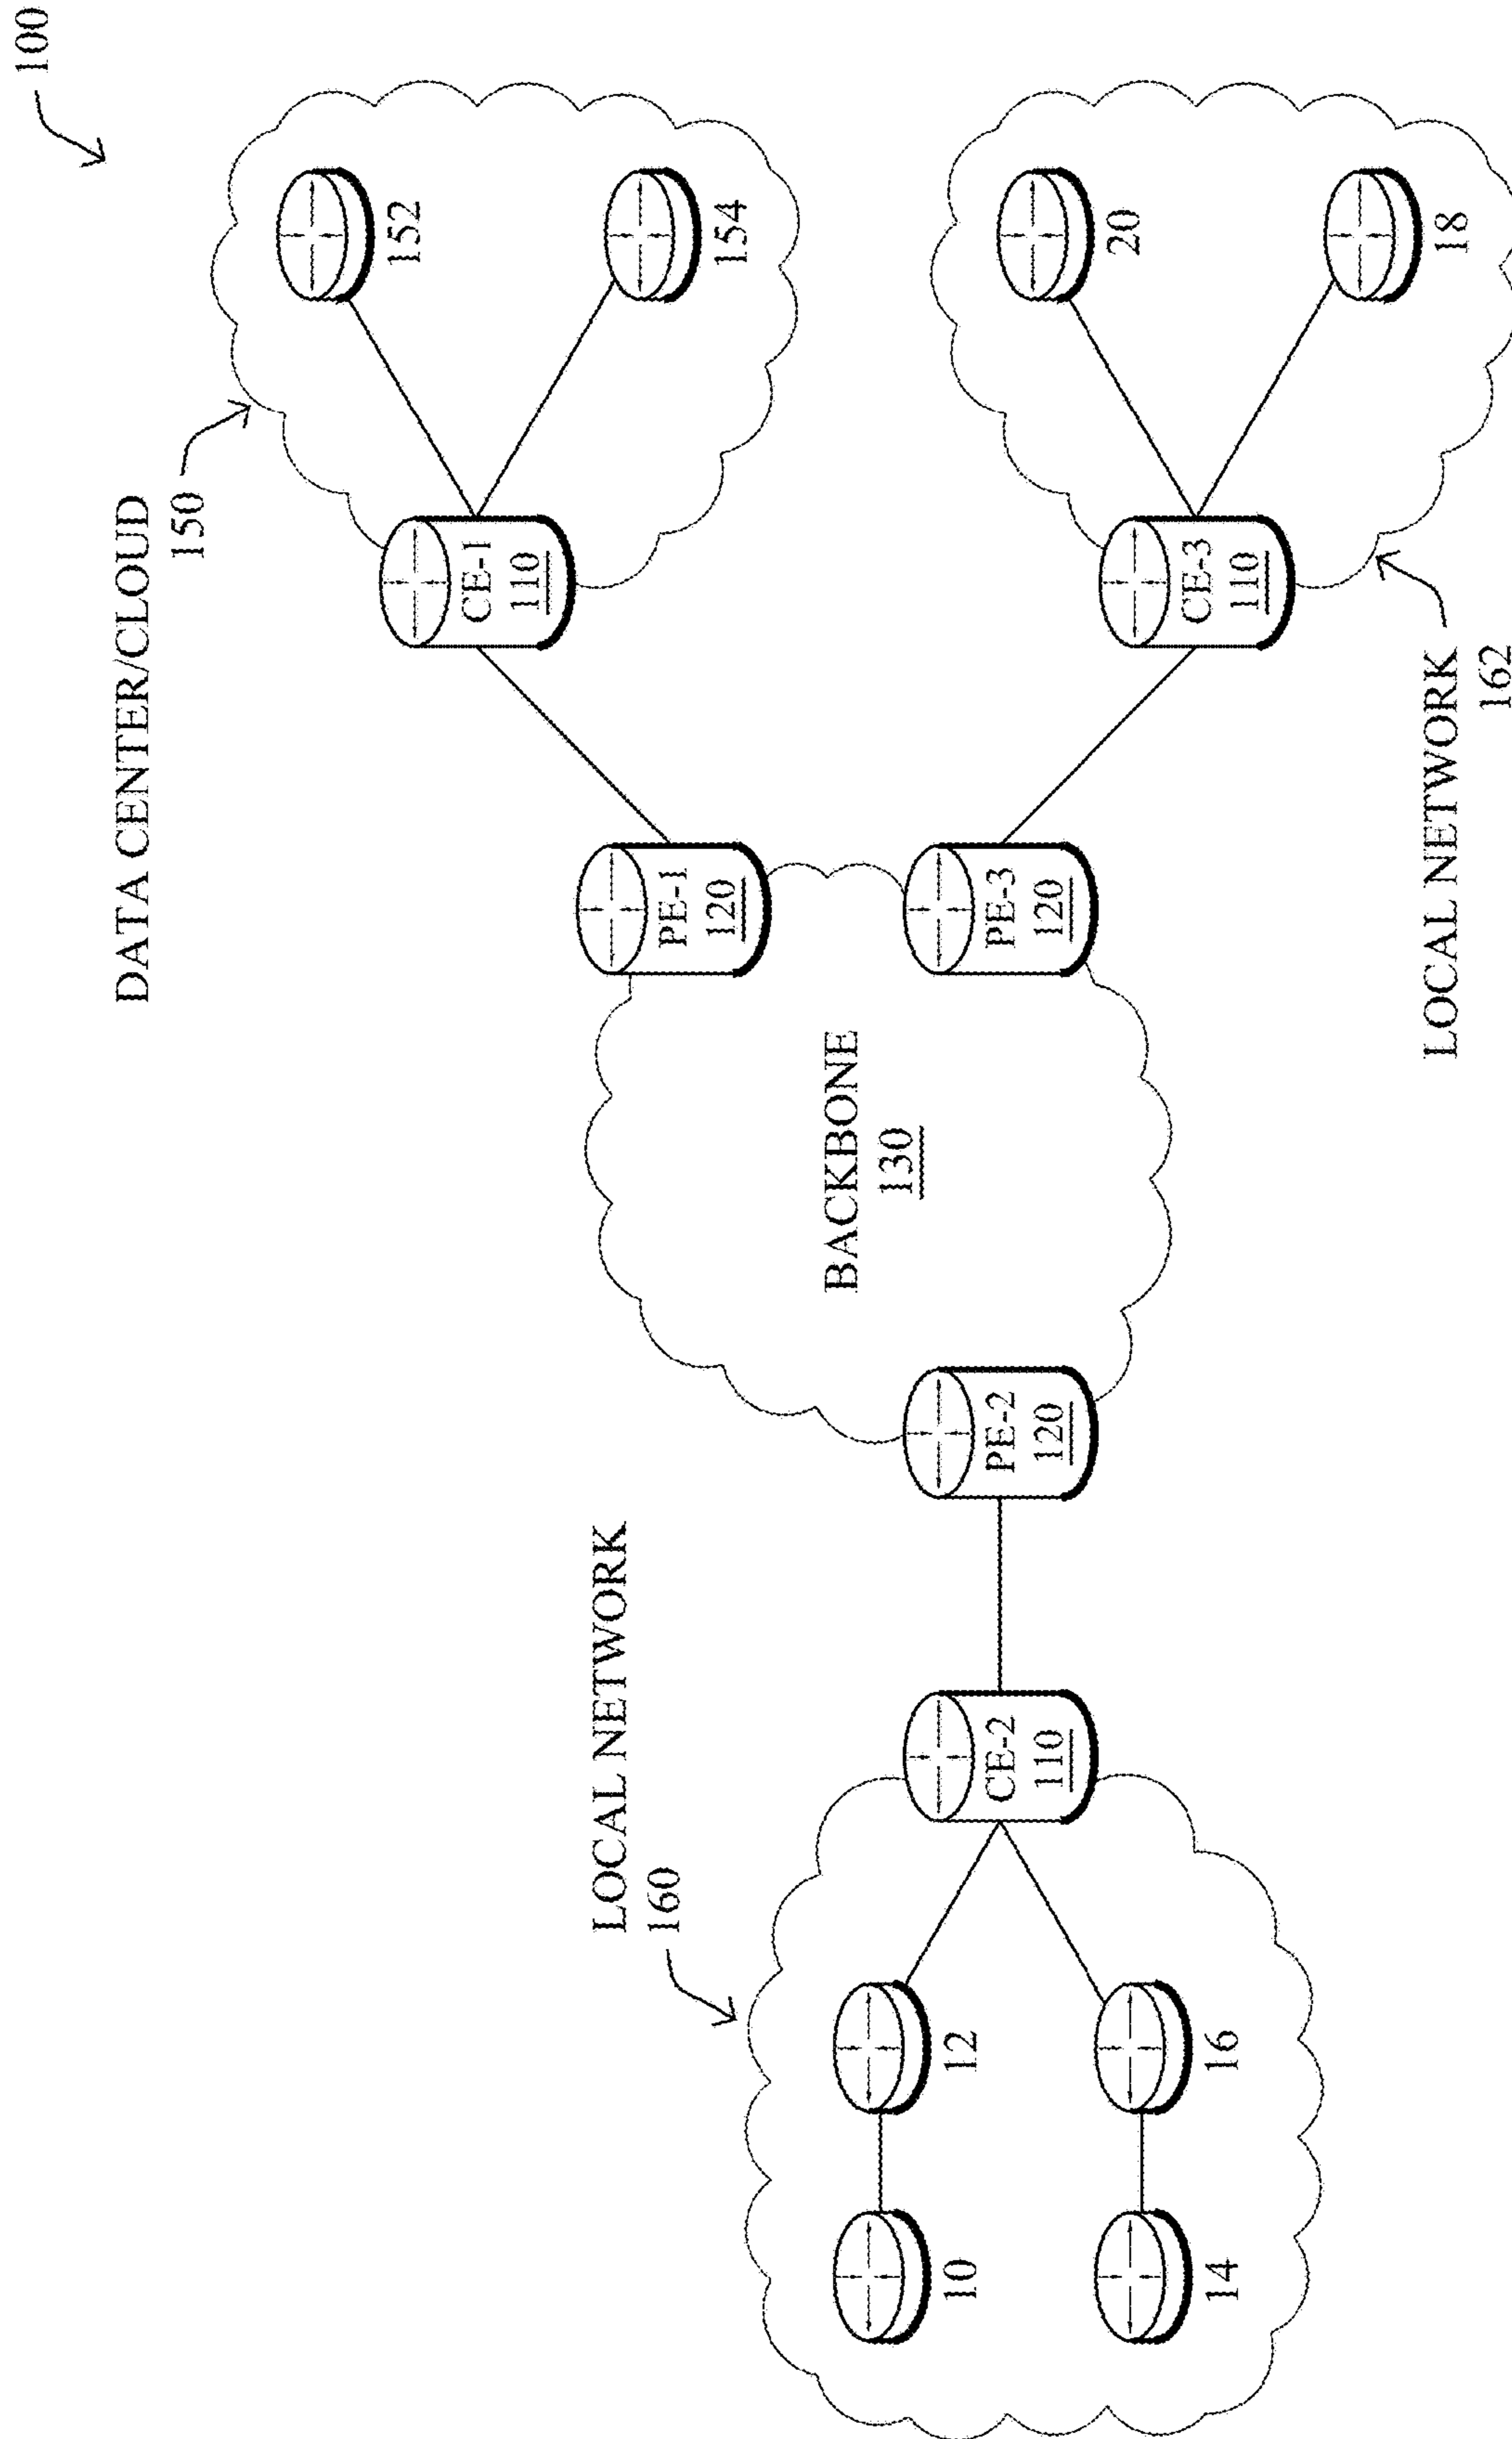 100
DATA CENTER/CLOUD
150
152
154
CE-1
110
PE-1
120
LOCAL NETWORK
160
BACKBONE
130
10
12
14
16
CE-2
110
PE-2
120
PE-3
120
CE-3
110
20
18
LOCAL NETWORK
162